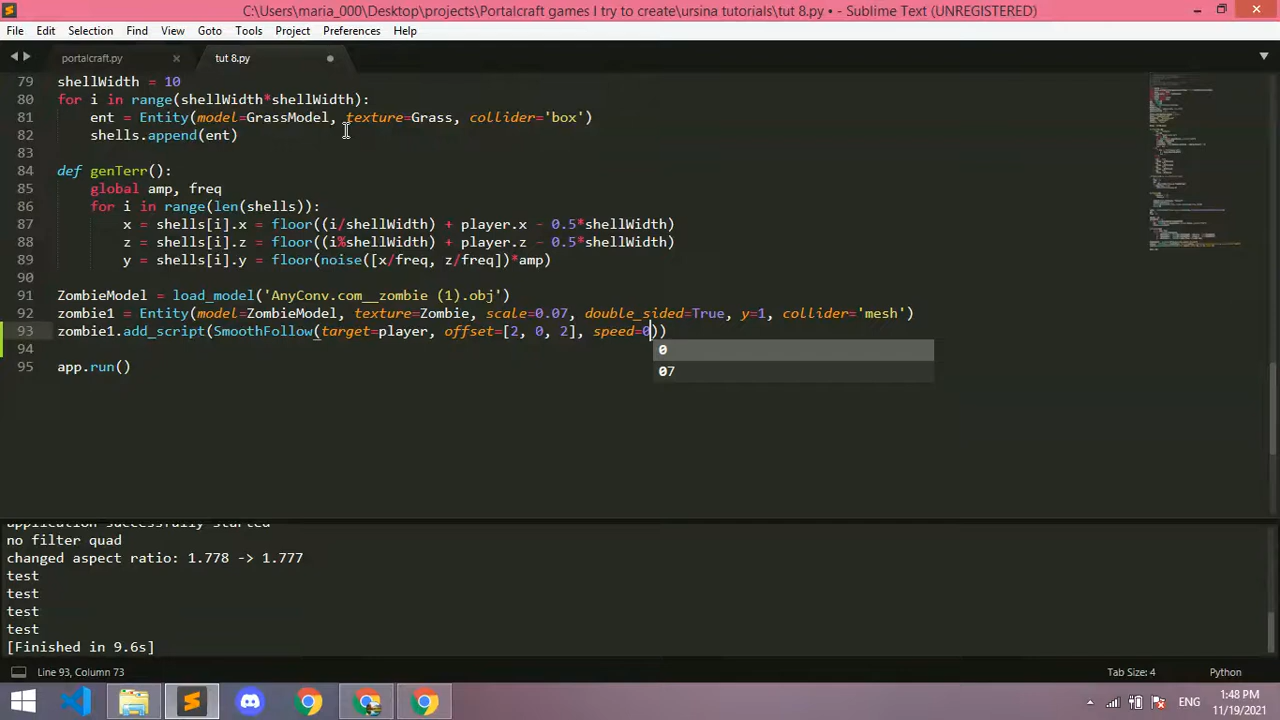 C:\Users\maria_000\Desktop\projects\Portalcraft games I try to create\ursina tutorials\tut 8.py • - Sublime Text (UNREGISTERED)
File Edit Selection Find View Goto Tools Project Preferences Help
portalcraft.py × tut 8.py
79 shellWidth = 10
80 for i in range(shellWidth*shellWidth):
81 ent = Entity(model=GrassModel, texture=Grass, collider='box')
82 shells.append(ent)
83
84 def genTerr():
85 global amp, freq
86 for i in range(len(shells)):
87 x = shells[i].x = floor((i/shellWidth) + player.x - 0.5*shellWidth)
88 z = shells[i].z = floor((i%shellWidth) + player.z - 0.5*shellWidth)
89 y = shells[i].y = floor(noise([x/freq, z/freq])*amp)
90
91 ZombieModel = load_model('AnyConv.com__zombie (1).obj')
92 zombie1 = Entity(model=ZombieModel, texture=Zombie, scale=0.07, double_sided=True, y=1, collider='mesh')
93 zombie1.add_script(SmoothFollow(target=player, offset=[2, 0, 2], speed=0))
0
94
07
95 app.run()
application successfully started
no filter quad
changed aspect ratio: 1.778 -> 1.777
test
test
test
test
[Finished in 9.6s]
Line 93, Column 73 Tab Size: 4 Python
ENG
1:48 PM
11/19/2021